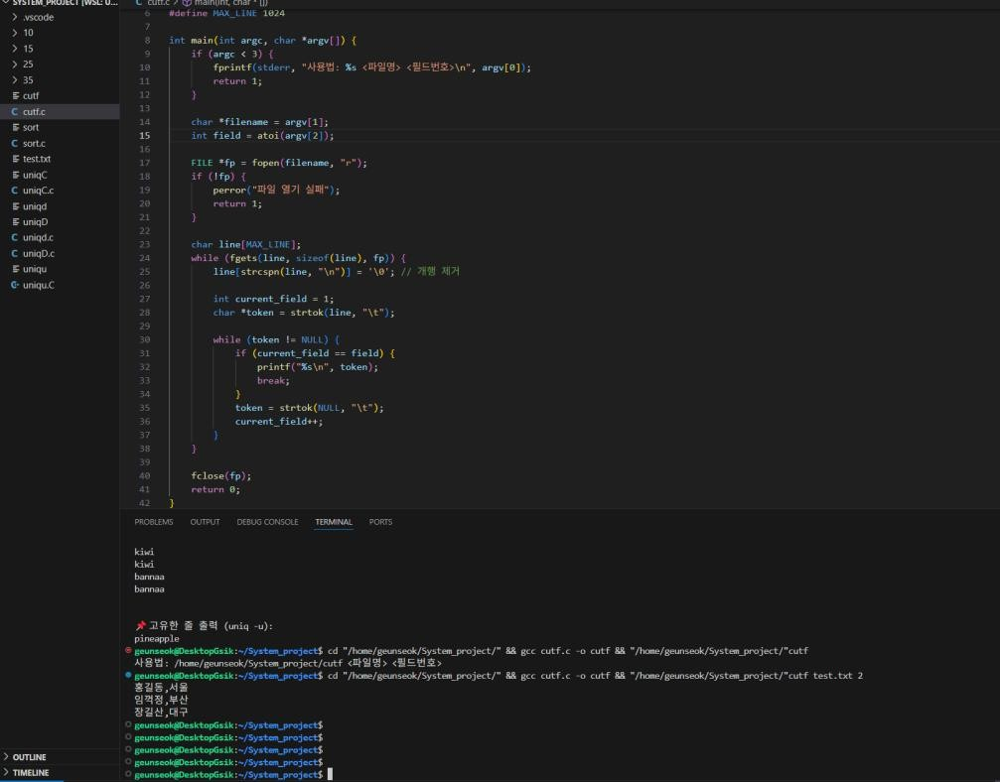 SYSTEM_PROJECT [WSL: U...
.vscode
10
15
25
35
cutf
cutf.c
sort
sort.c
test.txt
uniqC
uniqC.c
uniqd
uniqD
uniqd.c
uniqD.c
uniqu
uniqu.C
OUTLINE
TIMELINE
cutf.c > main(int, char * [])
6 #define MAX_LINE 1024
7
8 int main(int argc, char *argv[]) {
9 if (argc < 3) {
10 fprintf(stderr, "사용법: %s <파일명> <필드번호>\n", argv[0]);
11 return 1;
12 }
13
14 char *filename = argv[1];
15 int field = atoi(argv[2]);
16
17 FILE *fp = fopen(filename, "r");
18 if (!fp) {
19 perror("파일 열기 실패");
20 return 1;
21 }
22
23 char line[MAX_LINE];
24 while (fgets(line, sizeof(line), fp)) {
25 line[strcspn(line, "\n")] = '\0'; // 개행 제거
26
27 int current_field = 1;
28 char *token = strtok(line, "\t");
29
30 while (token != NULL) {
31 if (current_field == field) {
32 printf("%s\n", token);
33 break;
34 }
35 token = strtok(NULL, "\t");
36 current_field++;
37 }
38 }
39
40 fclose(fp);
41 return 0;
42 }
PROBLEMS OUTPUT DEBUG CONSOLE TERMINAL PORTS
kiwi
kiwi
bannaa
bannaa
📌 고유한 줄 출력 (uniq -u):
pineapple
geunseok@DesktopGsik:~/System_project$ cd "/home/geunseok/System_project/" && gcc cutf.c -o cutf && "/home/geunseok/System_project/"cutf
사용법: /home/geunseok/System_project/cutf <파일명> <필드번호>
geunseok@DesktopGsik:~/System_project$ cd "/home/geunseok/System_project/" && gcc cutf.c -o cutf && "/home/geunseok/System_project/"cutf test.txt 2
홍길동,서울
임꺽정,부산
장길산,대구
geunseok@DesktopGsik:~/System_project$
geunseok@DesktopGsik:~/System_project$
geunseok@DesktopGsik:~/System_project$
geunseok@DesktopGsik:~/System_project$
geunseok@DesktopGsik:~/System_project$